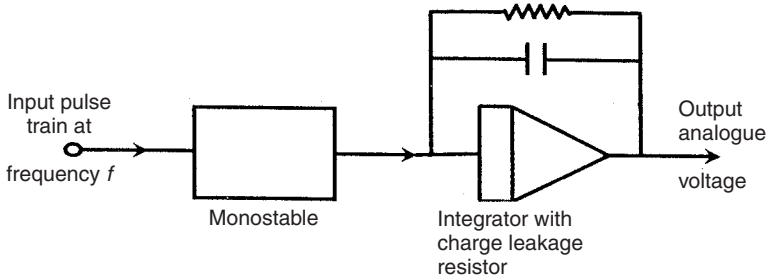 Input pulse
train at
frequency f
Monostable
Integrator with
charge leakage
resistor
Output
analogue
voltage